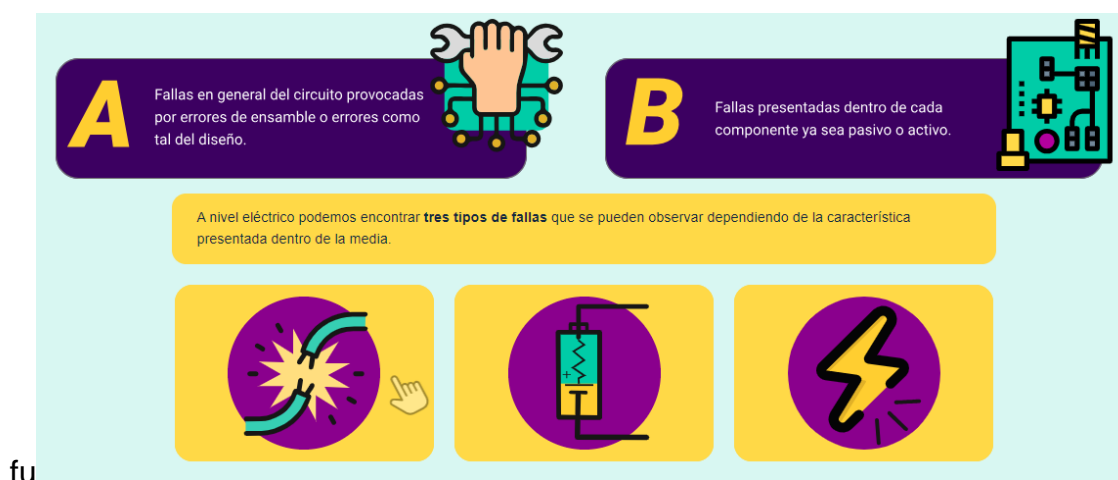 A
Fallas en general del circuito provocadas
por errores de ensamble o errores como
tal del diseño.
B
Fallas presentadas dentro de cada
componente ya sea pasivo o activo.
A nivel eléctrico podemos encontrar tres tipos de fallas que se pueden observar dependiendo de la característica
presentada dentro de la media.
+
fu